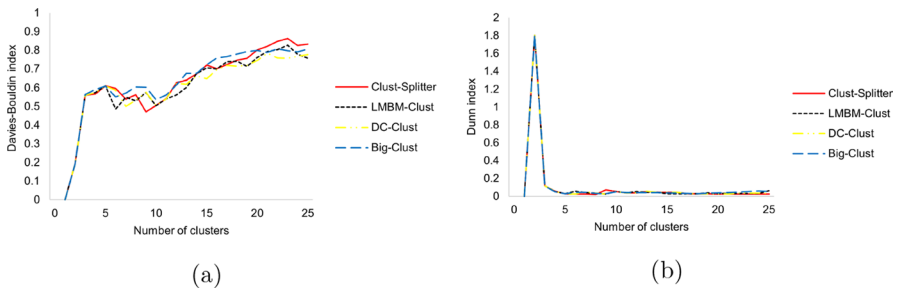 Davies-Bouldin index
1
0.9
0.8
0.7
0.6
0.5
0.4
0.3
0.2
0.1
0
0 5 10 15 20 25
Number of clusters
Clust-Splitter
LMBM-Clust
DC-Clust
Big-Clust
(a)
Dunn index
2
1.8
1.6
1.4
1.2
1
0.8
0.6
0.4
0.2
0
0 5 10 15 20 25
Number of clusters
Clust-Splitter
LMBM-Clust
DC-Clust
Big-Clust
(b)